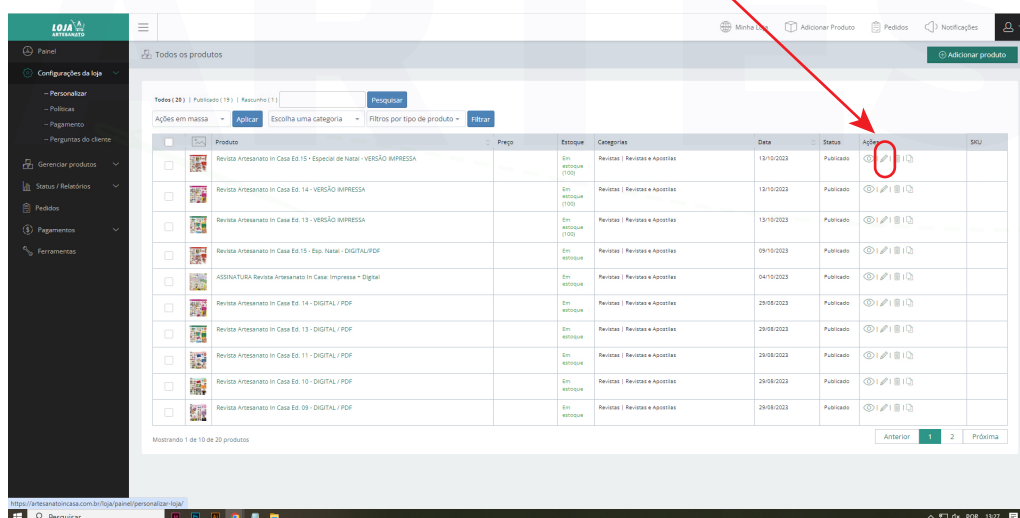 LOJA
ARTESANATO
Minha Loja
Adicionar Produto
Pedidos
Notificações
Painel
Configurações da loja
– Personalizar
– Políticas
– Pagamento
– Perguntas do cliente
Gerenciar produtos
Status / Relatórios
Pedidos
Pagamentos
Ferramentas
Todos os produtos
Adicionar produto
Todos ( 20 ) | Publicado ( 19 ) | Rascunho ( 1 )
Pesquisar
Ações em massa Aplicar Escolha uma categoria Filtros por tipo de produto Filtrar
Produto Preço Estoque Categorias Data Status Ações SKU
Revista Artesanato In Casa Ed.15 • Especial de Natal - VERSÃO IMPRESSA Em estoque (100) Revistas | Revistas e Apostilas 13/10/2023 Publicado
Revista Artesanato In Casa Ed. 14 - VERSÃO IMPRESSA Em estoque (100) Revistas | Revistas e Apostilas 13/10/2023 Publicado
Revista Artesanato In Casa Ed. 13 - VERSÃO IMPRESSA Em estoque (100) Revistas | Revistas e Apostilas 13/10/2023 Publicado
Revista Artesanato In Casa Ed.15 - Esp. Natal - DIGITAL/PDF Em estoque Revistas | Revistas e Apostilas 09/10/2023 Publicado
ASSINATURA Revista Artesanato In Casa: Impressa + Digital Em estoque Revistas | Revistas e Apostilas 04/10/2023 Publicado
Revista Artesanato In Casa Ed. 14 - DIGITAL / PDF Em estoque Revistas | Revistas e Apostilas 29/08/2023 Publicado
Revista Artesanato In Casa Ed. 13 - DIGITAL / PDF Em estoque Revistas | Revistas e Apostilas 29/08/2023 Publicado
Revista Artesanato In Casa Ed. 11 - DIGITAL / PDF Em estoque Revistas | Revistas e Apostilas 29/08/2023 Publicado
Revista Artesanato In Casa Ed. 10 - DIGITAL / PDF Em estoque Revistas | Revistas e Apostilas 29/08/2023 Publicado
Revista Artesanato In Casa Ed. 09 - DIGITAL / PDF Em estoque Revistas | Revistas e Apostilas 29/08/2023 Publicado
Mostrando 1 de 10 de 20 produtos
Anterior 1 2 Próxima
https://artesanatoincasa.com.br/loja/painel/personalizar-loja/
Pesquisar
POR 13:27